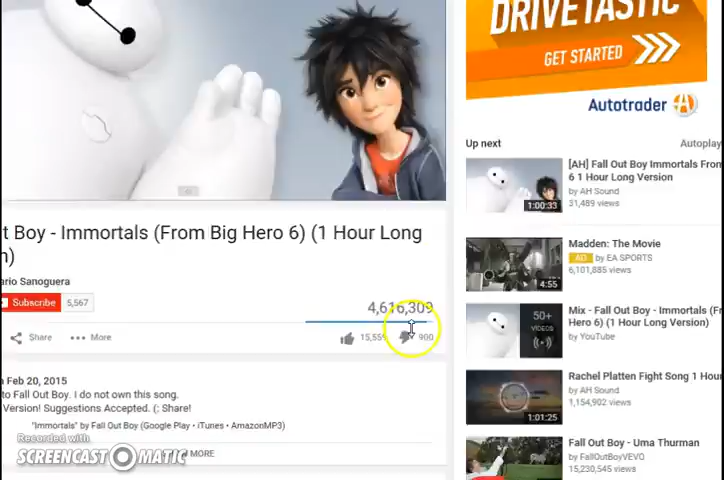 DRIVETASTIC
GET STARTED
Autotrader
Up next
Autoplay
[AH] Fall Out Boy Immortals From
6 1 Hour Long Version
by AH Sound
31,489 views
1:00:33
Madden: The Movie
AD by EA SPORTS
6,101,885 views
4:55
Mix - Fall Out Boy - Immortals (Fr
Hero 6) (1 Hour Long Version)
by YouTube
50+
VIDEOS
Rachel Platten Fight Song 1 Hour
by AH Sound
1,154,902 views
1:01:25
Fall Out Boy - Uma Thurman
by FallOutBoyVEVO
15,230,545 views
t Boy - Immortals (From Big Hero 6) (1 Hour Long
n)
ario Sanoguera
Subscribe 5,567
4,616,309
Share More
15,55 900
n Feb 20, 2015
to Fall Out Boy. I do not own this song.
Version! Suggestions Accepted. (: Share!
"Immortals" by Fall Out Boy (Google Play • iTunes • AmazonMP3)
MORE
Recorded with
SCREENCAST MATIC